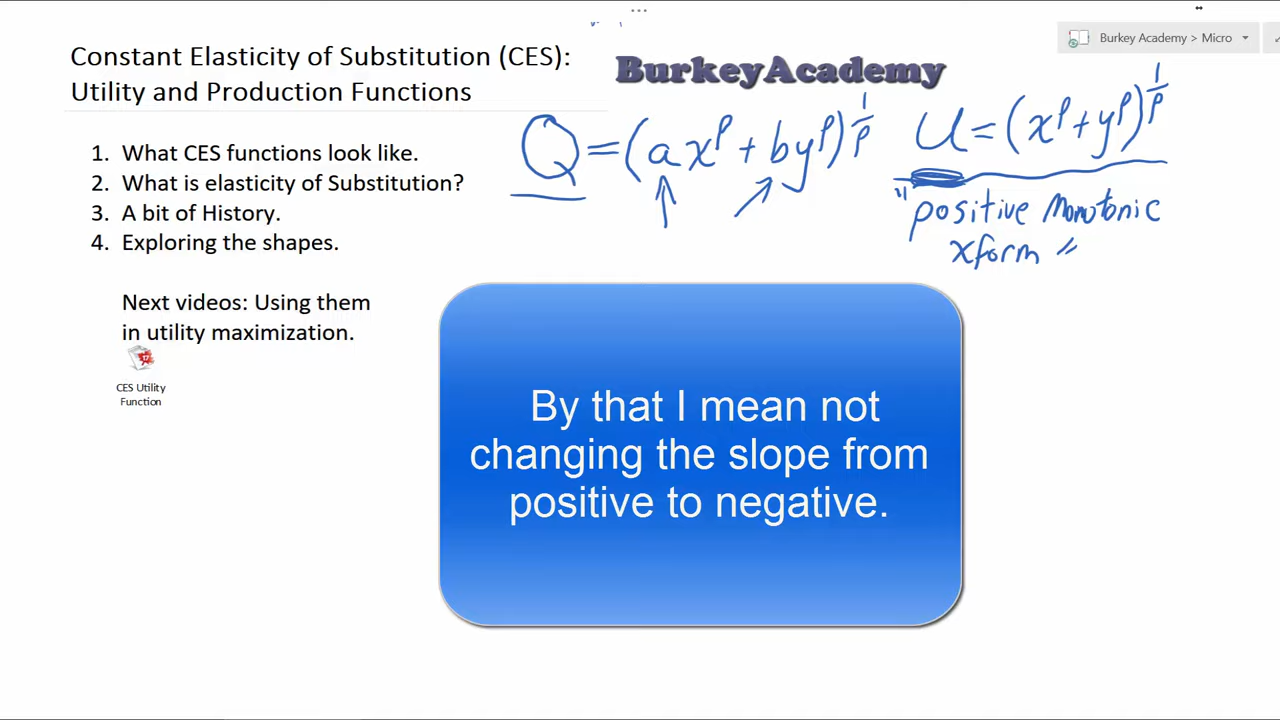 Burkey Academy > Micro
Constant Elasticity of Substitution (CES):
Utility and Production Functions
BurkeyAcademy
Q=(ax^ρ+by^ρ)^(1/ρ)
U=(x^ρ+y^ρ)^(1/ρ)
1. What CES functions look like.
2. What is elasticity of Substitution?
3. A bit of History.
4. Exploring the shapes.
"positive Monotonic
xform "
Next videos: Using them
in utility maximization.
CES Utility
Function
By that I mean not
changing the slope from
positive to negative.